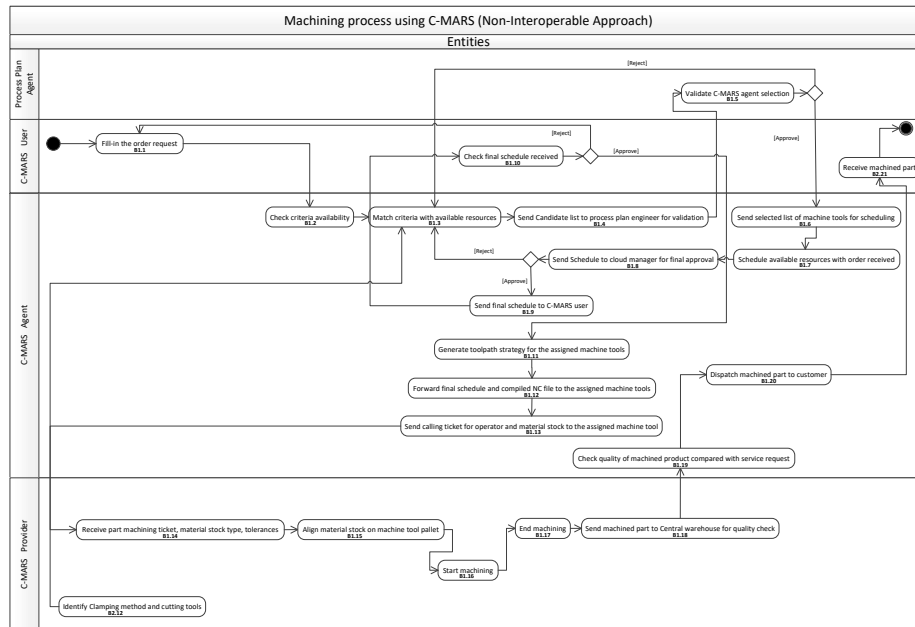 Machining process using C-MARS (Non-Interoperable Approach)
Entities
Process Plan
Agent
[Reject]
Validate C-MARS agent selection
B1.5
C-MARS User
Fill-in the order request
B1.1
[Reject]
Check final schedule received
B1.10
[Approve]
[Approve]
Receive machined part
B2.21
C-MARS Agent
Check criteria availability
B1.2
Match criteria with available resources
B1.3
Send Candidate list to process plan engineer for validation
B1.4
Send selected list of machine tools for scheduling
B1.6
[Reject]
Send Schedule to cloud manager for final approval
B1.8
Schedule available resources with order received
B1.7
[Approve]
Send final schedule to C-MARS user
B1.9
Generate toolpath strategy for the assigned machine tools
B1.11
Forward final schedule and compiled NC file to the assigned machine tools
B1.12
Dispatch machined part to customer
B1.20
Send calling ticket for operator and material stock to the assigned machine tool
B1.13
Check quality of machined product compared with service request
B1.19
C-MARS Provider
Receive part machining ticket, material stock type, tolerances
B1.14
Align material stock on machine tool pallet
B1.15
End machining
B1.17
Send machined part to Central warehouse for quality check
B1.18
Start machining
B1.16
Identify Clamping method and cutting tools
B2.12